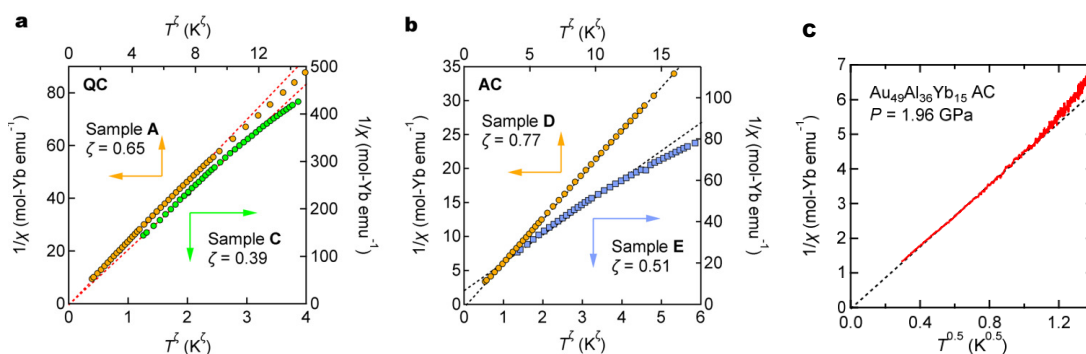 a
T^ζ (K^ζ)
0 4 8 12
1/χ (mol-Yb emu⁻¹)
80
60
40
20
0
QC
Sample A
ζ = 0.65
Sample C
ζ = 0.39
500
400
300
200
100
0
1/χ (mol-Yb emu⁻¹)
0 1 2 3 4
T^ζ (K^ζ)
b
T^ζ (K^ζ)
0 5 10 15
1/χ (mol-Yb emu⁻¹)
35
30
25
20
15
10
5
0
AC
Sample D
ζ = 0.77
Sample E
ζ = 0.51
100
80
60
40
20
0
1/χ (mol-Yb emu⁻¹)
0 1 2 3 4 5 6
T^ζ (K^ζ)
c
1/χ (mol-Yb emu⁻¹)
7
6
5
4
3
2
1
Au₄₉Al₃₆Yb₁₅ AC
P = 1.96 GPa
0.0 0.4 0.8 1.2
T^0.5 (K^0.5)